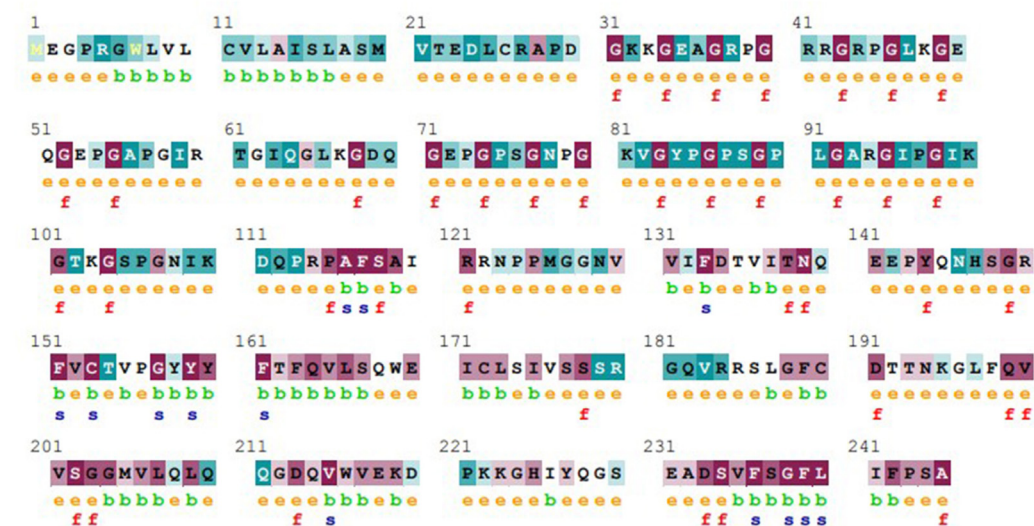 1 11 21 31 41
MEGPRGWLVL CVLAISLASM VTEDLCRAPD GKKGEAGRPG RRGRPGLKGE
eeeeebbbbb bbbbbbbeee eeeeeeeeee eeeeeeeeee eeeeeeeeee
f f f f f f f
51 61 71 81 91
QGEPGAPGIR TGIQGLKGDQ GEPGPSGNPG KVGYPGPSGP LGARGIPGIK
eeeeeeeeee eeeeeeeeee eeeeeeeeee eeeeeeeeee eeeeeeeeee
f f f f f f f f f f f f f
101 111 121 131 141
GTKGSPGNIK DQPRPAFSAI RRNPPMGGNV VIFDTVITNQ EEPYQNHSGR
eeeeeeeeee eeeeebbebe eeeeeeeeee bebeebbeee eeeeeeeeee
f f f s s f f s f f f f
151 161 171 181 191
FVCTVPGYYY FTFQVLSQWE ICLSIVSSSR GQVRRSLGFC DTTNKGLFQV
bebebebbbb bbbbbbbeee bbbebeeeee eeeeeebebb eeeeeeeeee
s s s s s f f f f
201 211 221 231 241
VSGGMVLQLQ QGDQVWVEKD PKKGHIYQGS EADSVFSGFL IFPSA
eeebbbbebe eeeebbbebe eeeeebeeee eeeebbbbbb bbeee
f f f s f f s s s s f